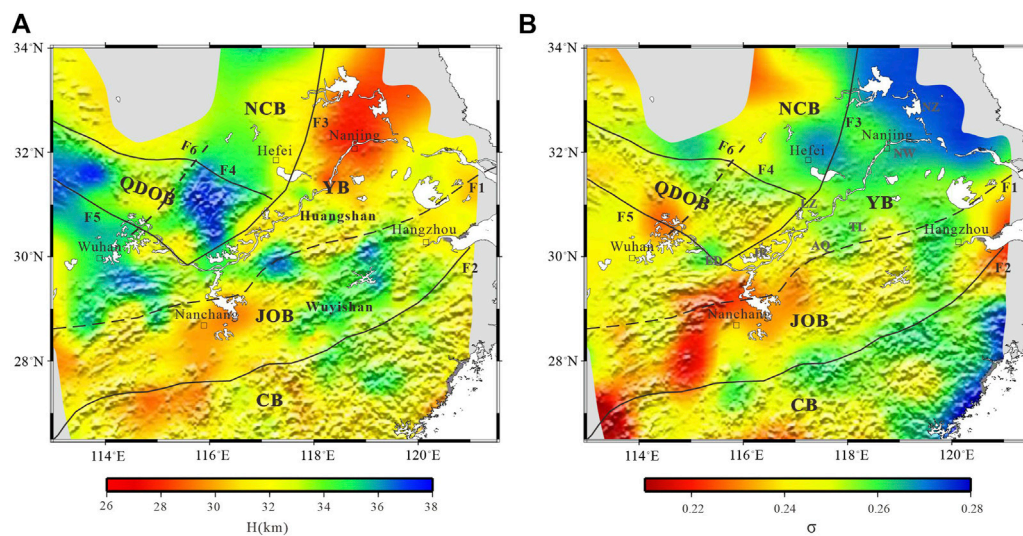 A
34°N
32°N
30°N
28°N
NCB
F3
Nanjing
Hefei
F6
F4
QDOB
YB
F1
Huangshan
F5
Hangzhou
Wuhan
F2
Wuyishan
Nanchang
JOB
CB
114°E 116°E 118°E 120°E
26 28 30 32 34 36 38
H(km)
B
34°N
32°N
30°N
28°N
NCB
NZ
F3
Nanjing
NW
Hefei
F6
F4
QDOB
F1
YB
LZ
F5
TL
Hangzhou
Wuhan
AQ
JR
ED
F2
Nanchang
JOB
CB
114°E 116°E 118°E 120°E
0.22 0.24 0.26 0.28
σ